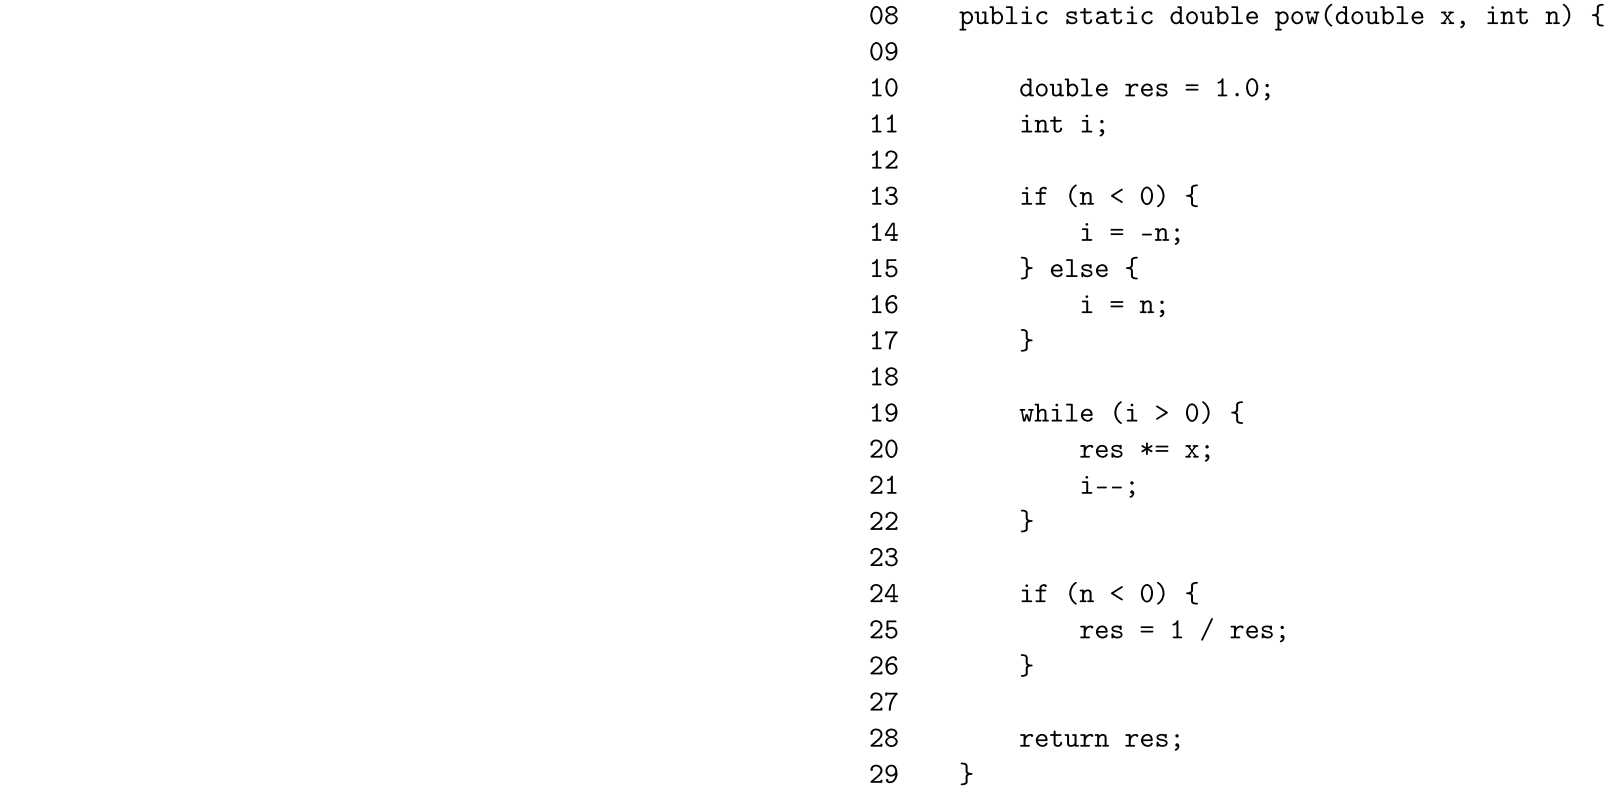 08    public static double pow(double x, int n) {
09
10        double res = 1.0;
11        int i;
12
13        if (n < 0) {
14            i = -n;
15        } else {
16            i = n;
17        }
18
19        while (i > 0) {
20            res *= x;
21            i--;
22        }
23
24        if (n < 0) {
25            res = 1 / res;
26        }
27
28        return res;
29    }